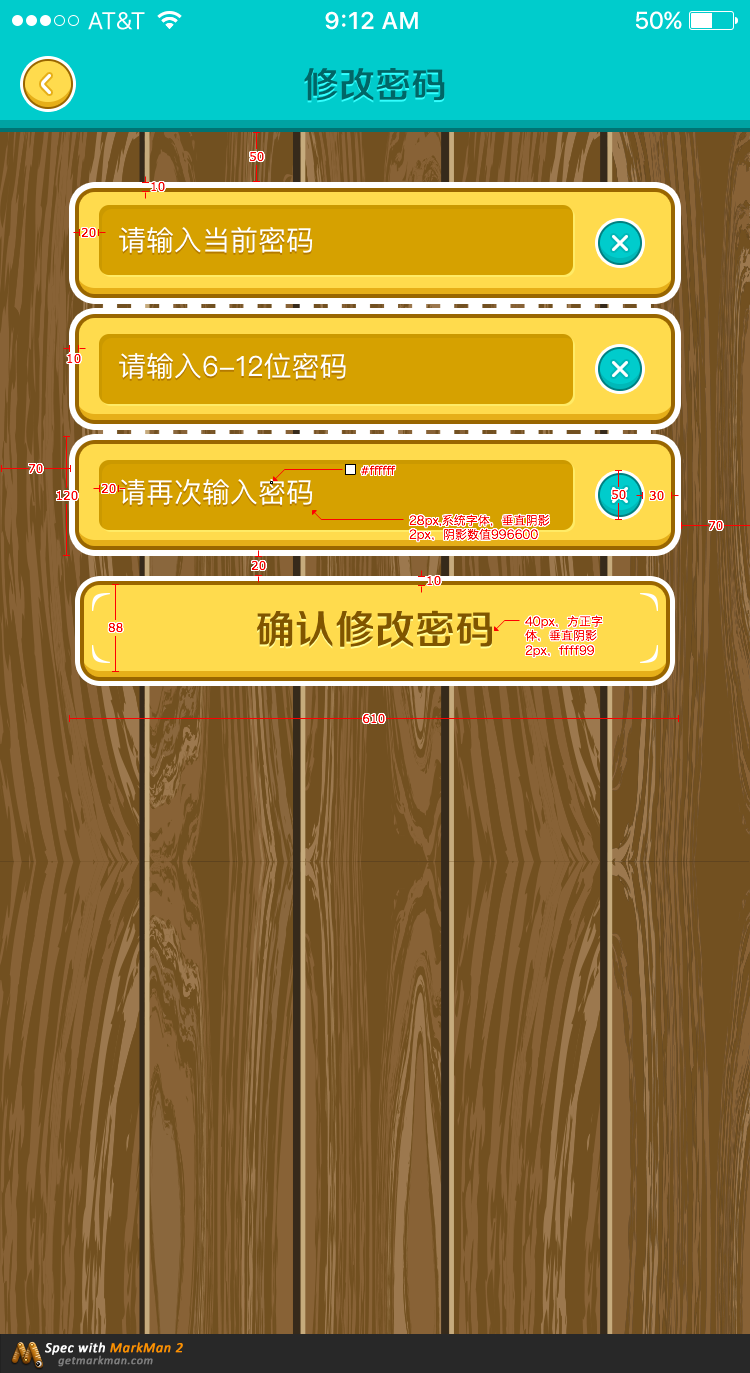 AT&T
9:12 AM
50%
修改密码
50
10
20
请输入当前密码
10
请输入6-12位密码
70
120
20
请再次输入密码
#ffffff
50
30
28px,系统字体、垂直阴影
2px、阴影数值996600
70
20
10
88
确认修改密码
40px、方正字
体、垂直阴影
2px、ffff99
610
Spec with MarkMan 2
getmarkman.com